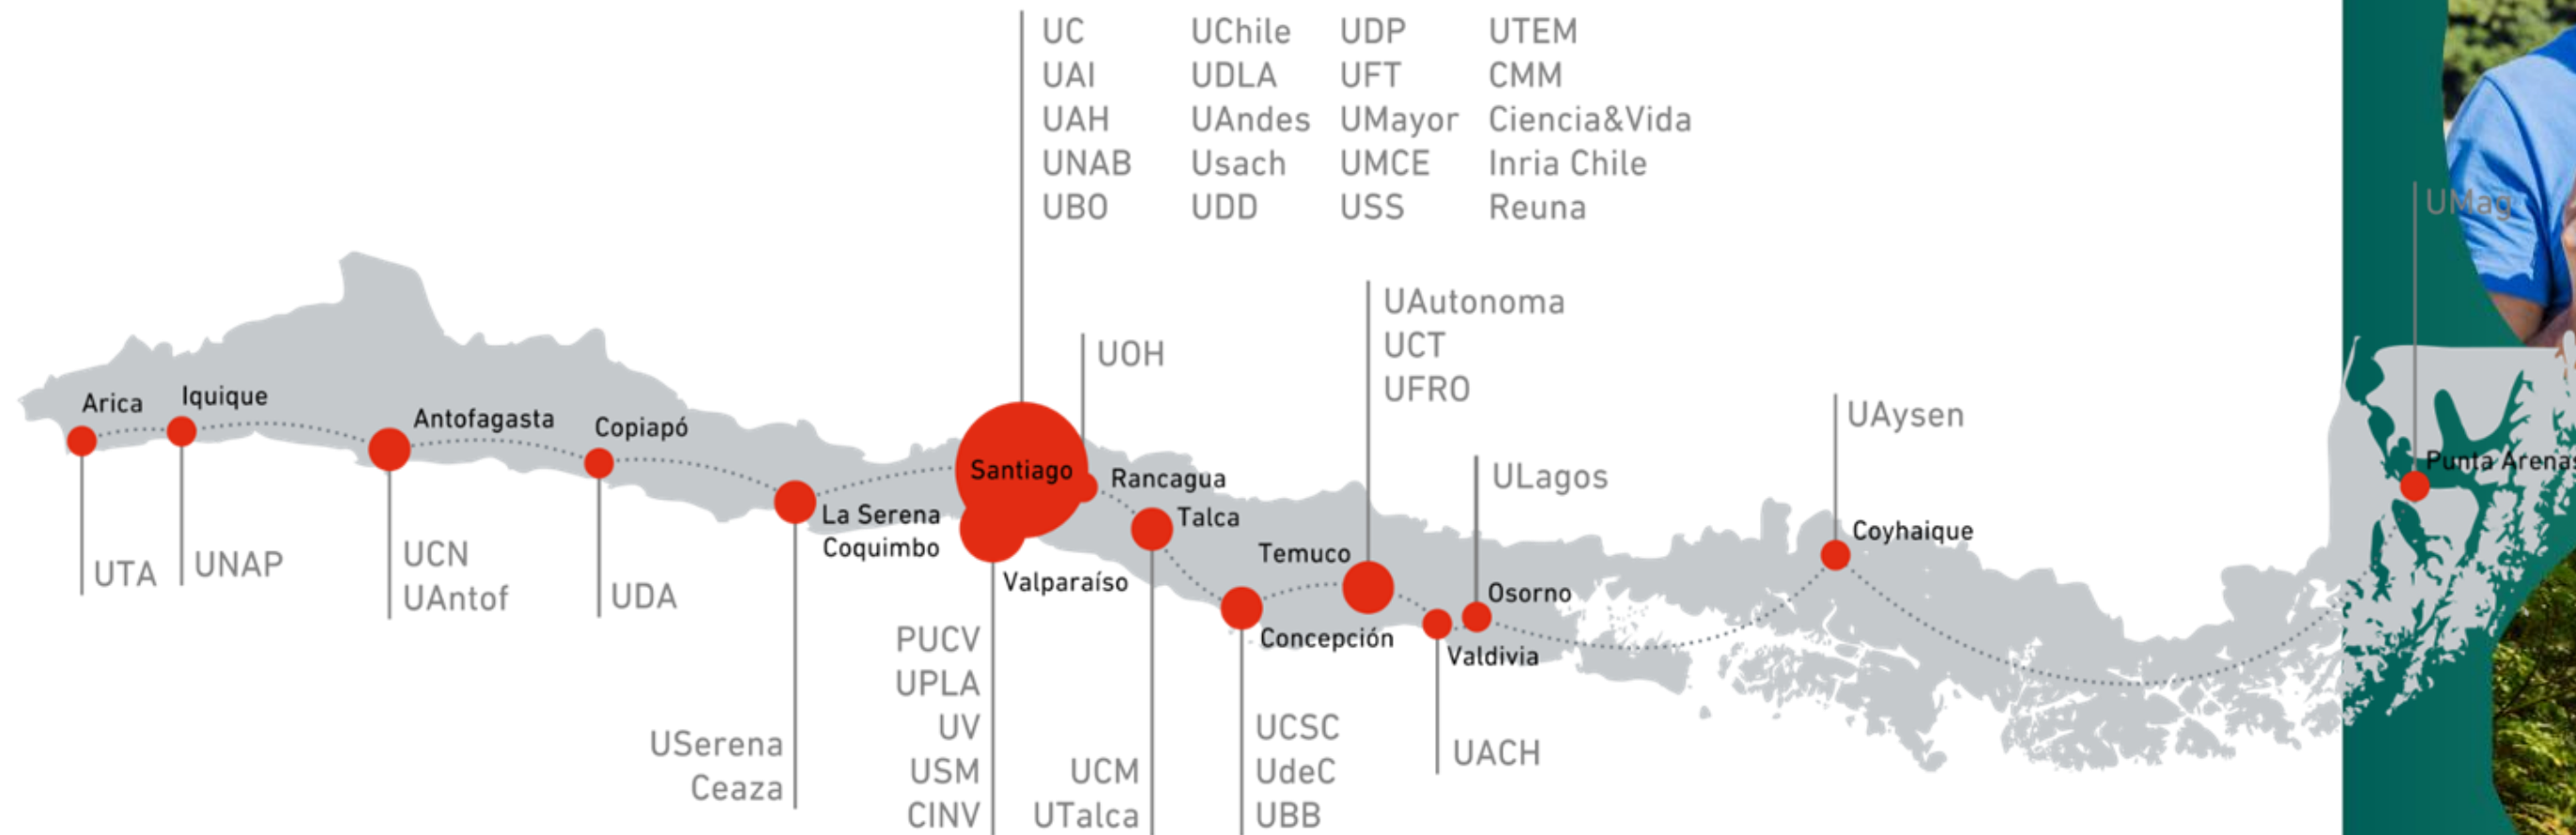 UC UChile UDP UTEM
UAI UDLA UFT CMM
UAH UAndes UMayor Ciencia&Vida
UNAB Usach UMCE Inria Chile
UBO UDD USS Reuna
UMag
UAutonoma
UCT
UFRO
UOH
Arica
Iquique
Antofagasta
Copiapó
La Serena
Coquimbo
Santiago
Valparaíso
Rancagua
Talca
Concepción
Temuco
Valdivia
Osorno
Coyhaique
Punta Arenas
ULagos
UAysen
UTA
UNAP
UCN
UAntof
UDA
USerena
Ceaza
PUCV
UPLA
UV
USM
CINV
UCM
UTalca
UCSC
UdeC
UBB
UACH